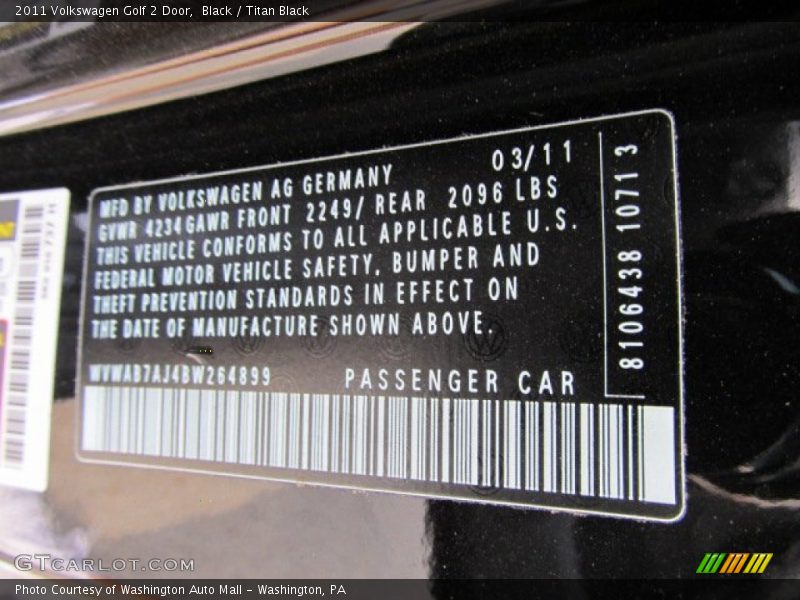 2011 Volkswagen Golf 2 Door, Black / Titan Black
03/11
MFD BY VOLKSWAGEN AG GERMANY
GVWR 4234 GAWR FRONT 2249/ REAR 2096 LBS
THIS VEHICLE CONFORMS TO ALL APPLICABLE U.S.
FEDERAL MOTOR VEHICLE SAFETY, BUMPER AND
THEFT PREVENTION STANDARDS IN EFFECT ON
THE DATE OF MANUFACTURE SHOWN ABOVE.
WVWAB7AJ4BW264899 PASSENGER CAR
8106438 10713
GTCARLOT.COM
Photo Courtesy of Washington Auto Mall - Washington, PA